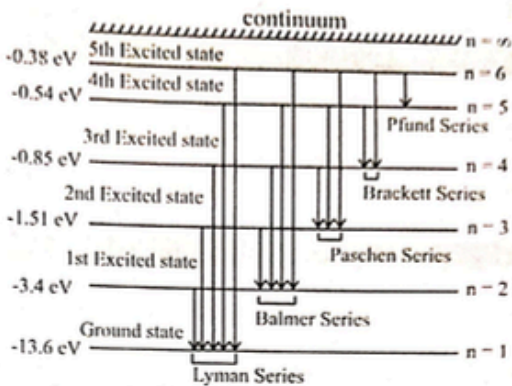 continuum
n = ∞
5th Excited state
-0.38 eV
n = 6
4th Excited state
-0.54 eV
n = 5
Pfund Series
3rd Excited state
-0.85 eV
n = 4
Brackett Series
2nd Excited state
-1.51 eV
n = 3
Paschen Series
1st Excited state
-3.4 eV
n = 2
Balmer Series
Ground state
-13.6 eV
n = 1
Lyman Series